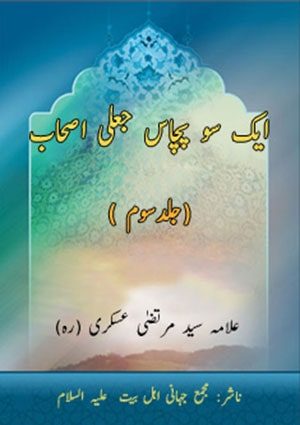 ایک سو پچاس جعلی اصحاب
(جلد سوم )
علامہ سید مرتضیٰ عسکری (رہ)
ناشر: مجمع جہانی اہل بیت علیہ السلام